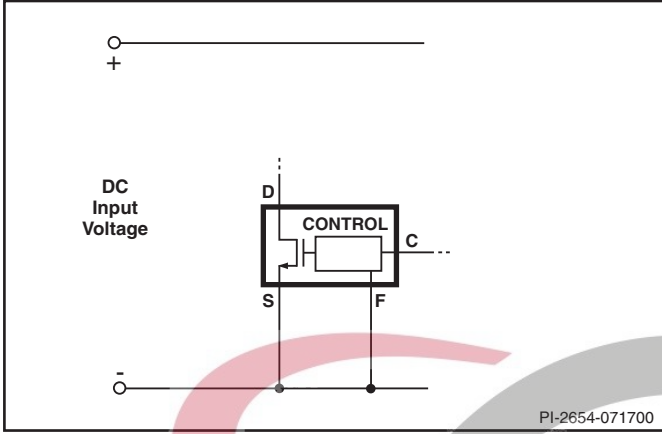 +
DC
Input
Voltage
D
CONTROL
C
S
F
-
PI-2654-071700